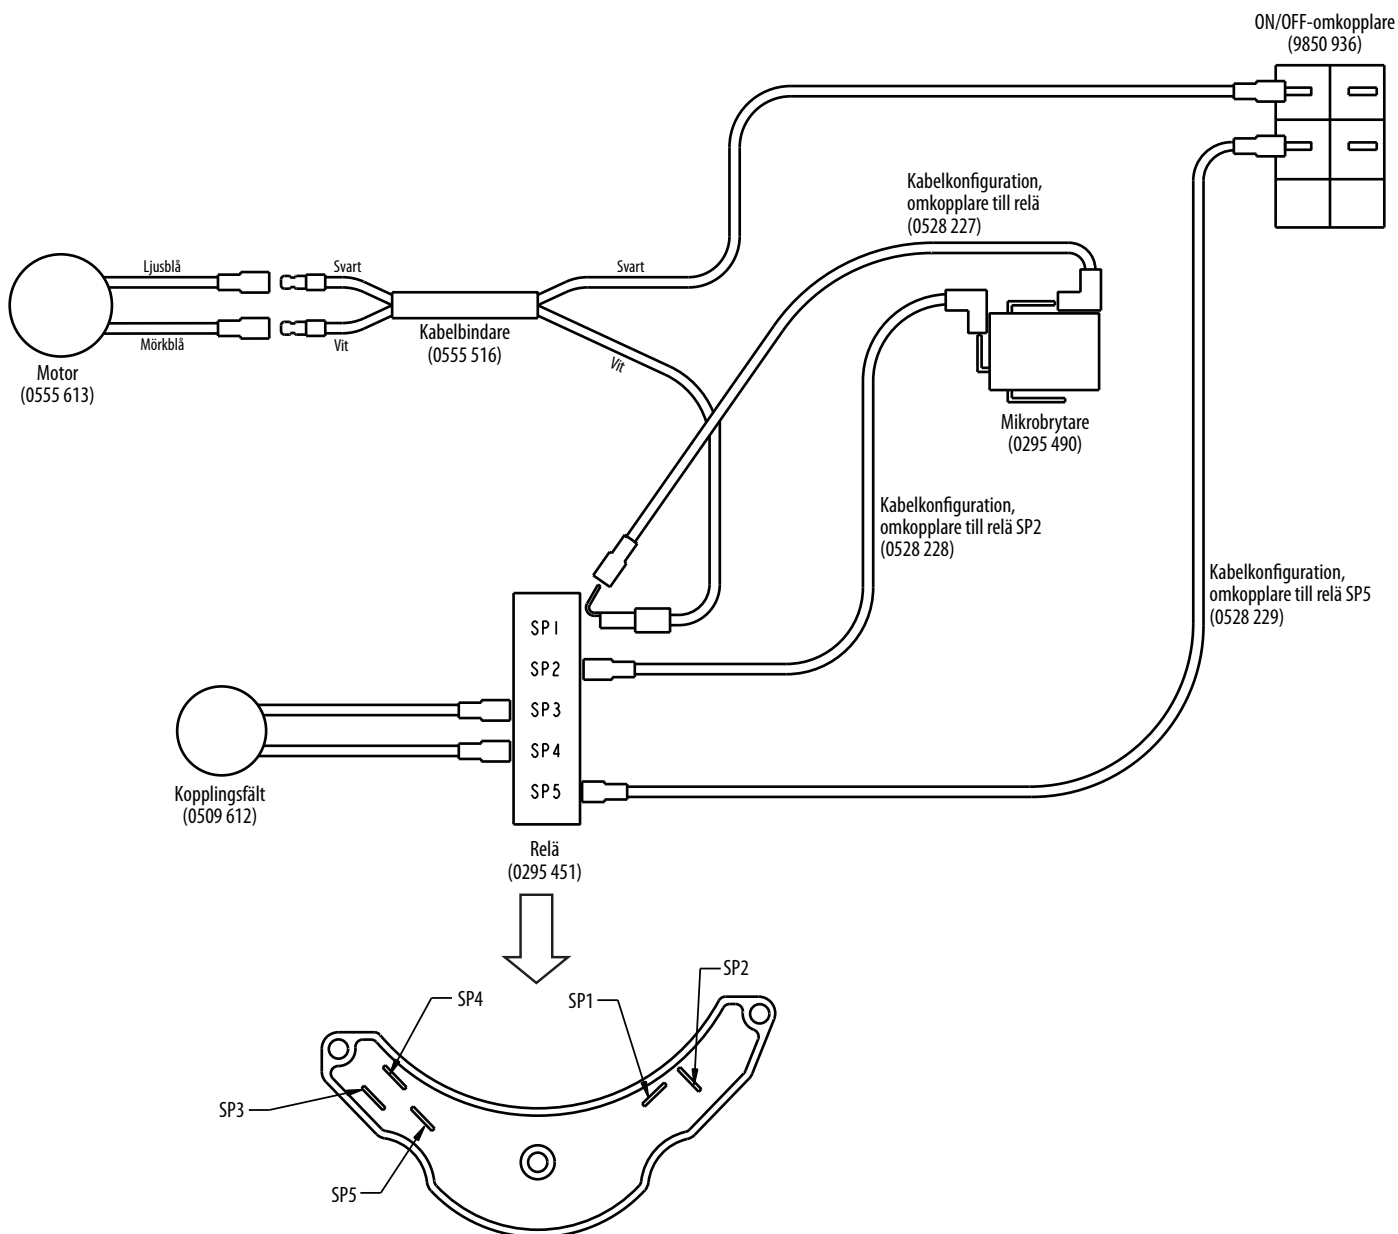 ON/OFF-omkopplare
(9850 936)
Kabelkonfiguration,
omkopplare till relä
(0528 227)
Ljusblå
Svart
Svart
Mörkblå
Vit
Kabelbindare
(0555 516)
Vit
Motor
(0555 613)
Mikrobrytare
(0295 490)
Kabelkonfiguration,
omkopplare till relä SP2
(0528 228)
Kabelkonfiguration,
omkopplare till relä SP5
(0528 229)
SP1
SP2
SP3
SP4
SP5
Kopplingsfält
(0509 612)
Relä
(0295 451)
SP2
SP4
SP1
SP3
SP5